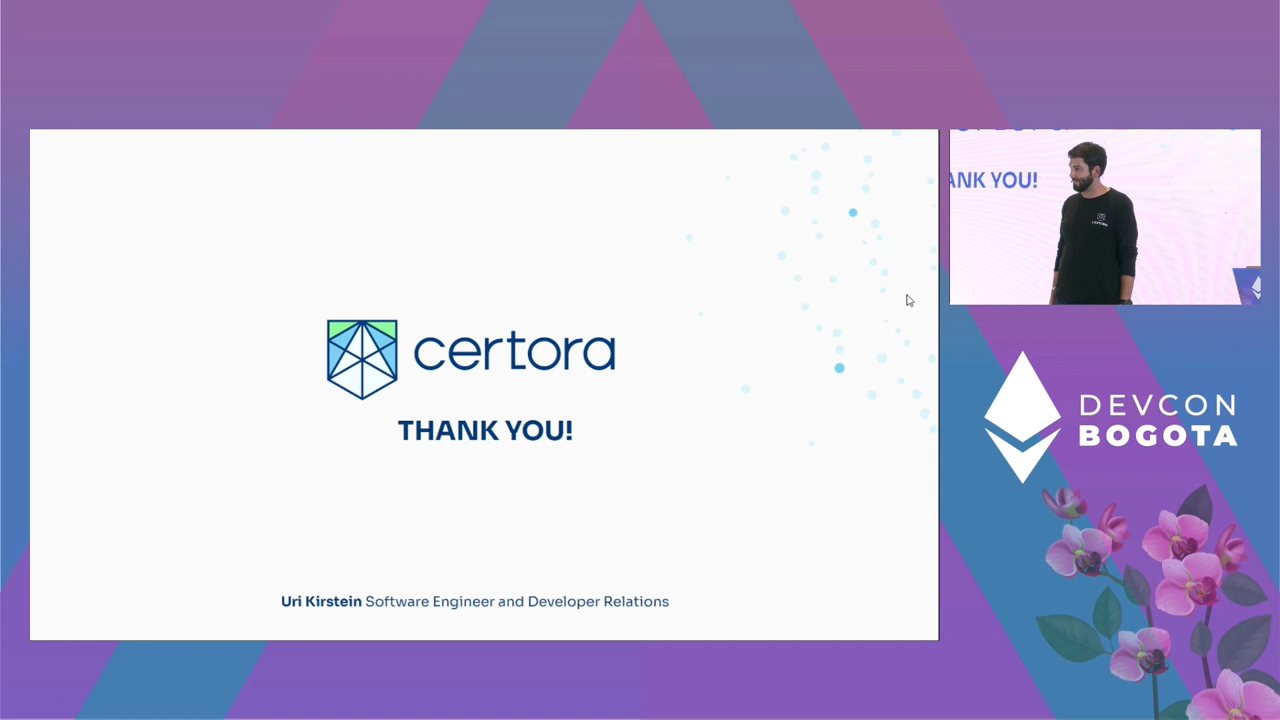 certora
THANK YOU!
Uri Kirstein Software Engineer and Developer Relations
ANK YOU!
DEVCON
BOGOTA